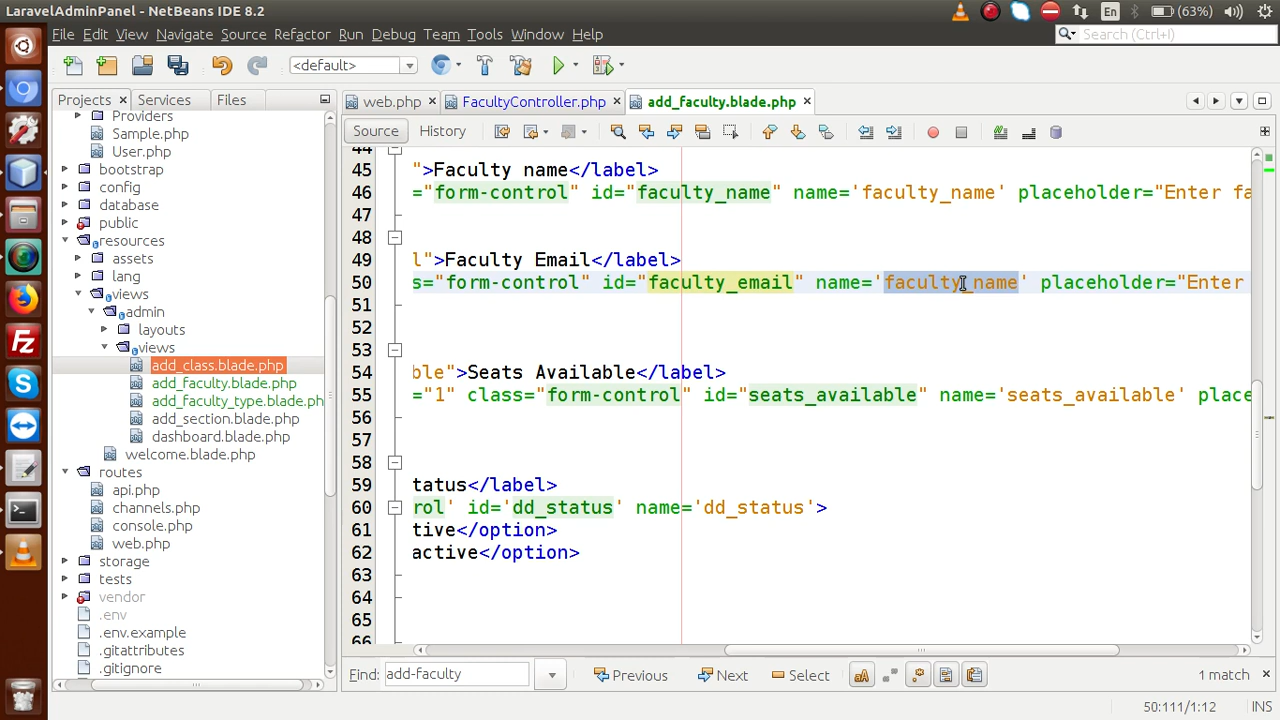 LaravelAdminPanel - NetBeans IDE 8.2
En
(63%)
File Edit View Navigate Source Refactor Run Debug Team Tools Window Help
Search (Ctrl+I)
<default>
Projects Services Files
web.php FacultyController.php add_faculty.blade.php
Source History
Providers
Sample.php
User.php
bootstrap
config
database
public
resources
assets
lang
views
admin
layouts
views
add_class.blade.php
add_faculty.blade.php
add_faculty_type.blade.ph
add_section.blade.php
dashboard.blade.php
welcome.blade.php
routes
api.php
channels.php
console.php
web.php
storage
tests
vendor
.env
.env.example
.gitattributes
.gitignore
44
45 ">Faculty name</label>
46 ="form-control" id="faculty_name" name='faculty_name' placeholder="Enter fa
47
48
49 l">Faculty Email</label>
50 s="form-control" id="faculty_email" name='faculty_name' placeholder="Enter
51
52
53
54 ble">Seats Available</label>
55 ="1" class="form-control" id="seats_available" name='seats_available' place
56
57
58
59 tatus</label>
60 rol' id='dd_status' name='dd_status'>
61 tive</option>
62 active</option>
63
64
65
66
Find: add-faculty Previous Next Select aA 1 match
50:111/1:12 INS